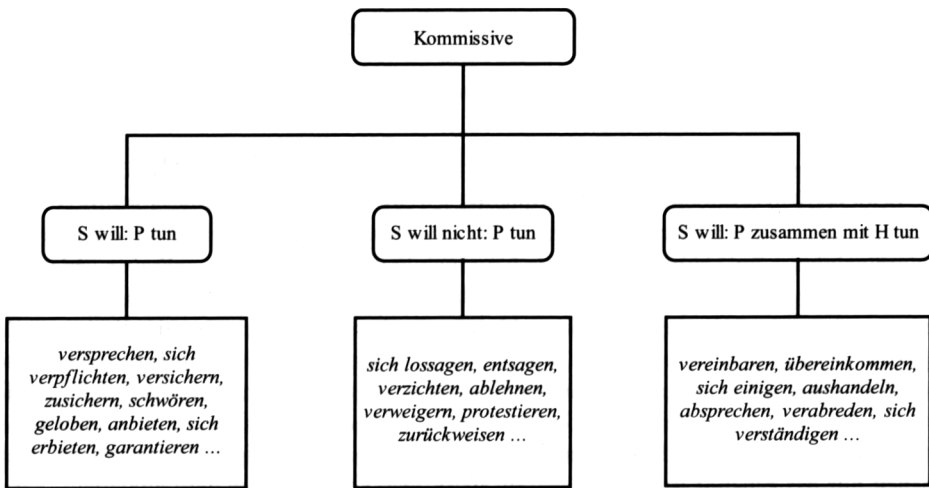 Kommissive
S will: P tun
S will nicht: P tun
S will: P zusammen mit H tun
versprechen, sich
verpflichten, versichern,
zusichern, schwören,
geloben, anbieten, sich
erbieten, garantieren …
sich lossagen, entsagen,
verzichten, ablehnen,
verweigern, protestieren,
zurückweisen …
vereinbaren, übereinkommen,
sich einigen, aushandeln,
absprechen, verabreden, sich
verständigen …